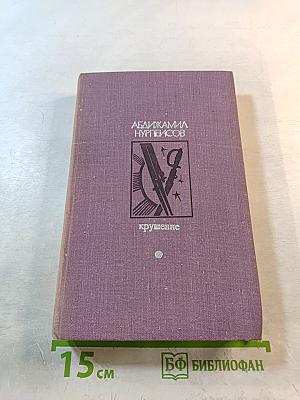 АБДИЖАМИЛ
НУРПЕИСОВ
крушение
15 см
БФ БИБЛИОФАН